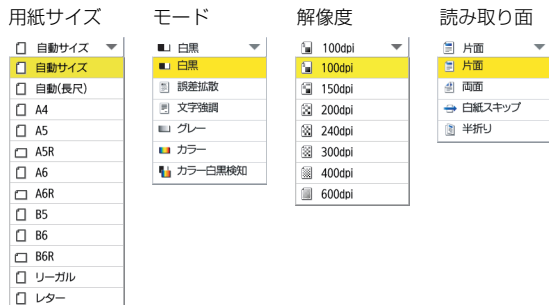 用紙サイズ
自動サイズ
自動サイズ
自動(長尺)
A4
A5
A5R
A6
A6R
B5
B6
B6R
リーガル
レター
モード
白黒
白黒
誤差拡散
文字強調
グレー
カラー
カラー白黒検知
解像度
100dpi
100dpi
150dpi
200dpi
240dpi
300dpi
400dpi
600dpi
読み取り面
片面
片面
両面
白紙スキップ
半折り